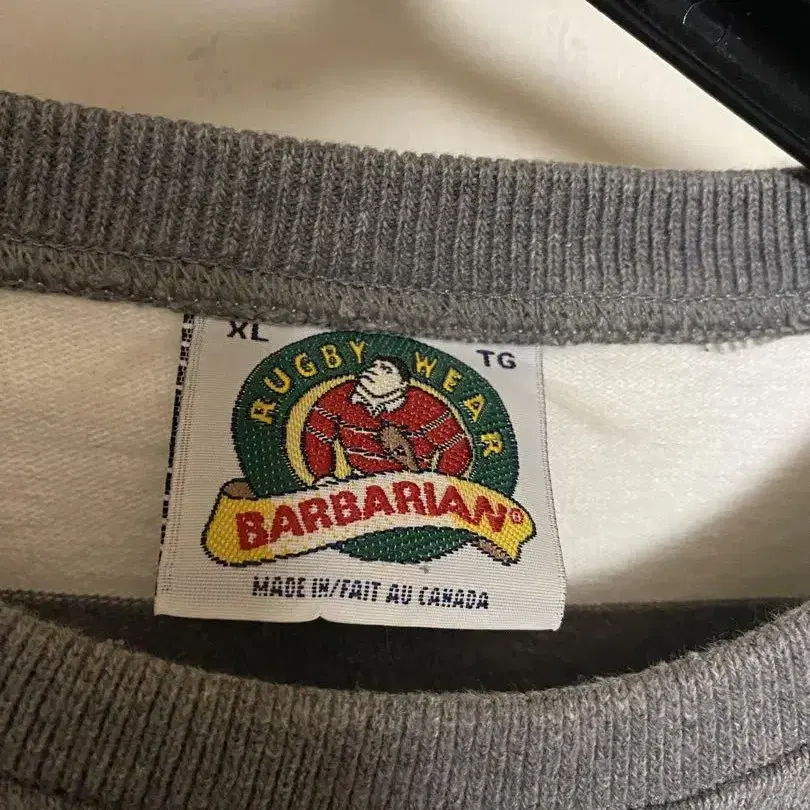 XL
TG
RUGBY WEAR
BARBARIAN®
MADE IN/FAIT AU CANADA